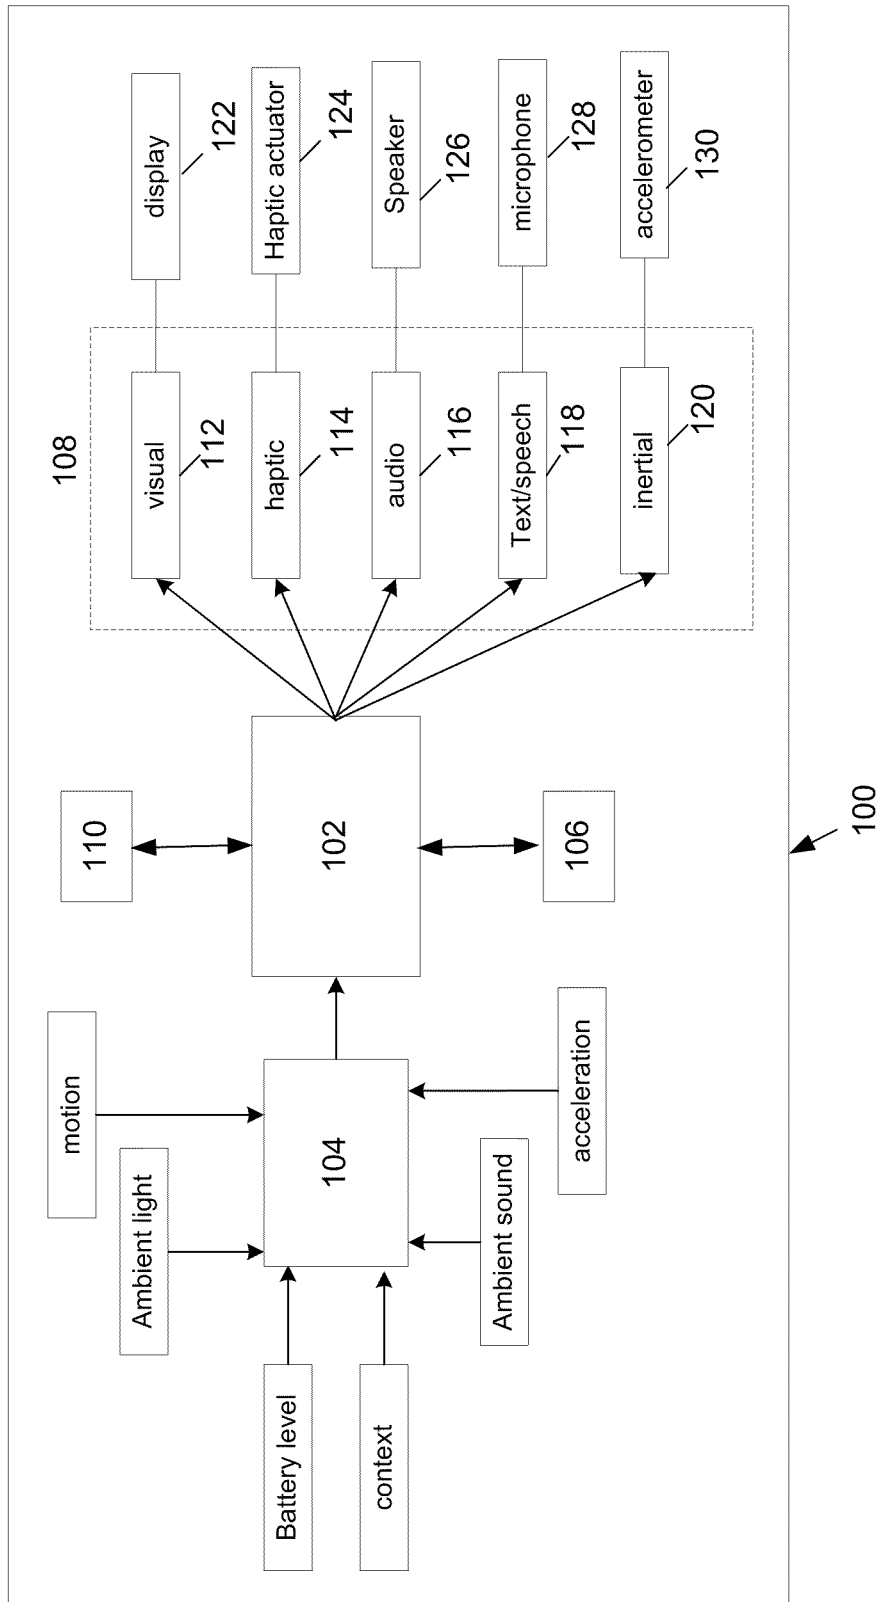 108
visual
112
display
122
haptic
114
Haptic actuator
124
audio
116
Speaker
126
Text/speech
118
microphone
128
inertial
120
accelerometer
130
110
102
106
motion
Ambient light
Battery level
context
104
Ambient sound
acceleration
100